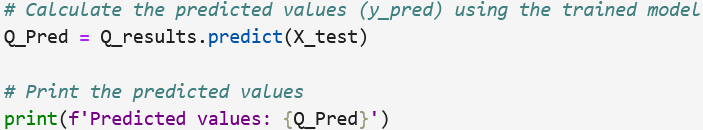 # Calculate the predicted values (y_pred) using the trained model
Q_Pred = Q_results.predict(X_test)
# Print the predicted values
print(f'Predicted values: {Q_Pred}')